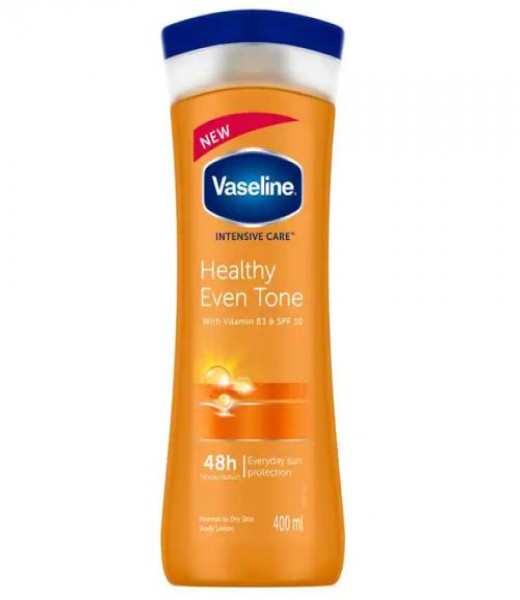 NEW
Vaseline
INTENSIVE CARE™
Healthy
Even Tone
With Vitamin B3 & SPF 10
48h
Everyday sun
protection
Normal to Dry Skin
Body Lotion
400 ml